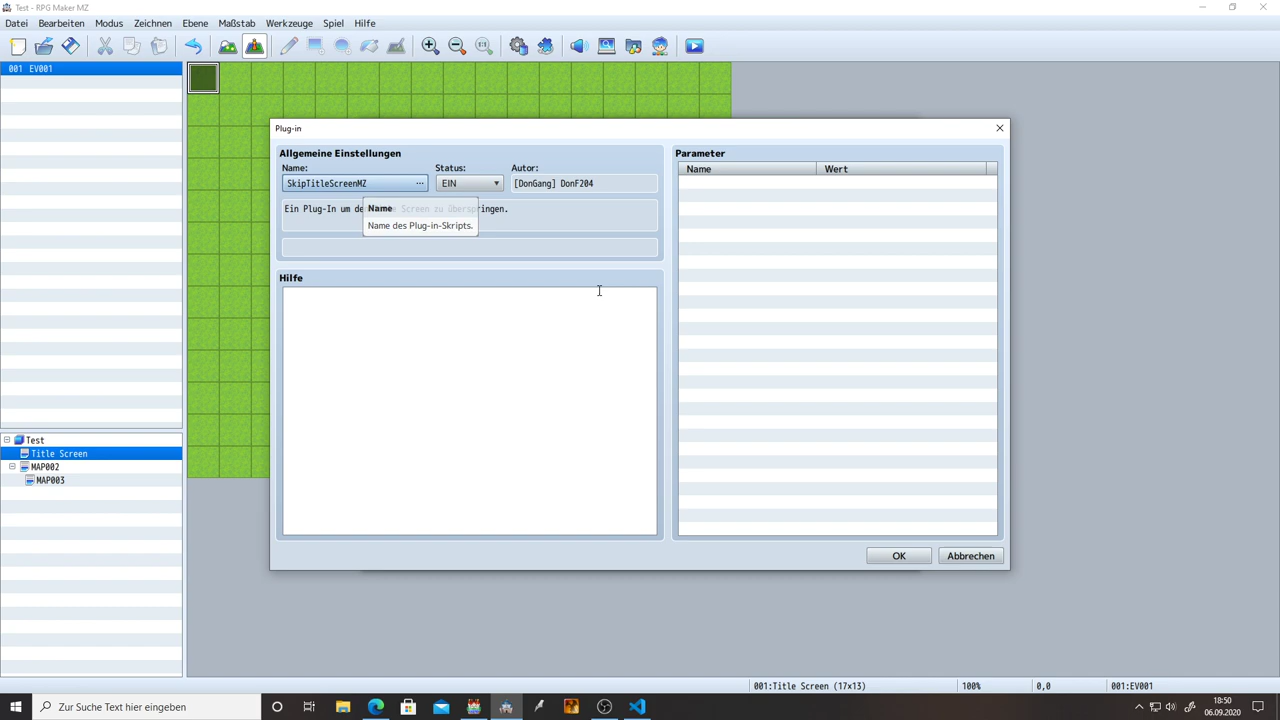 Test - RPG Maker MZ
Datei Bearbeiten Modus Zeichnen Ebene Maßstab Werkzeuge Spiel Hilfe
001 EV001
Plug-in
Allgemeine Einstellungen
Name: Status: Autor:
SkipTitleScreenMZ ... EIN [DonGang] DonF204
Ein Plug-In um de Screen zu überspringen.
Name
Name des Plug-in-Skripts.
Hilfe
Parameter
Name Wert
OK Abbrechen
Test
Title Screen
MAP002
MAP003
001:Title Screen (17×13) 100% 0,0 001:EV001
Zur Suche Text hier eingeben
18:50
06.09.2020